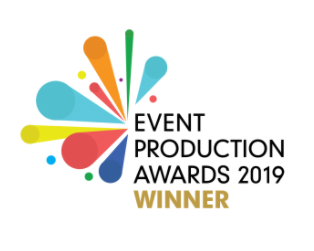 EVENT
PRODUCTION
AWARDS 2019
WINNER